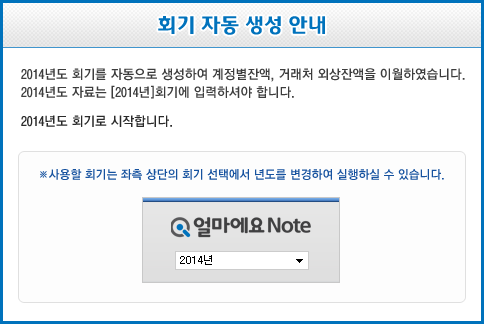 회기 자동 생성 안내
2014년도 회기를 자동으로 생성하여 계정별잔액, 거래처 외상잔액을 이월하였습니다.
2014년도 자료는 [2014년]회기에 입력하셔야 합니다.
2014년도 회기로 시작합니다.
※사용할 회기는 좌측 상단의 회기 선택에서 년도를 변경하여 실행하실 수 있습니다.
얼마에요 Note
2014년